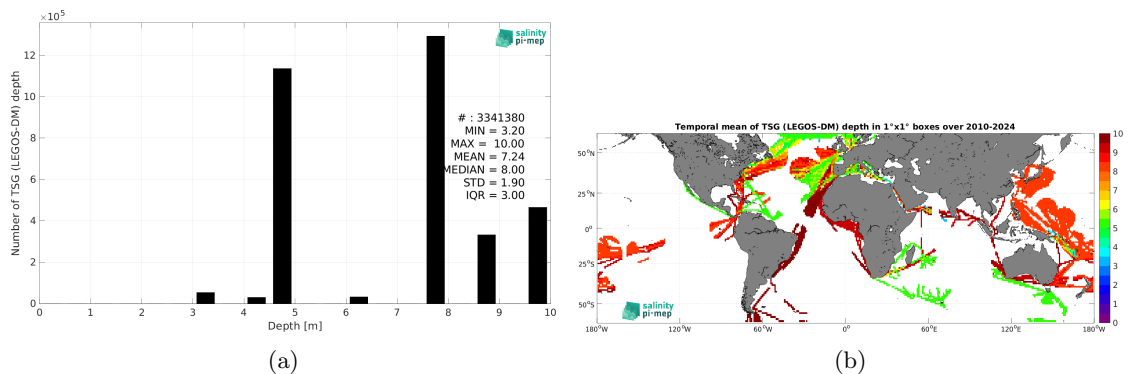 ×10⁵
salinity
pi-mep
12
10
8
6
4
2
0
Number of TSG (LEGOS-DM) depth
# : 3341380
MIN = 3.20
MAX = 10.00
MEAN = 7.24
MEDIAN = 8.00
STD = 1.90
IQR = 3.00
0 1 2 3 4 5 6 7 8 9 10
Depth [m]
(a)
Temporal mean of TSG (LEGOS-DM) depth in 1°x1° boxes over 2010-2024
50°N
25°N
0°
25°S
50°S
salinity
pi-mep
180°W 120°W 60°W 0° 60°E 120°E 180°W
10
9
8
7
6
5
4
3
2
1
0
(b)